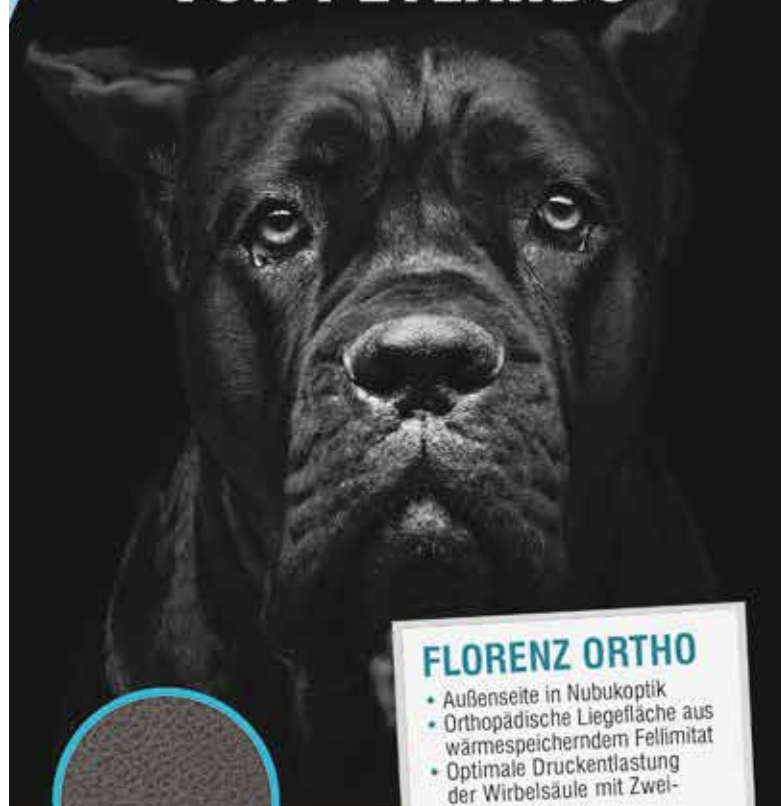 FLORENZ ORTHO
• Außenseite in Nubukoptik
• Orthopädische Liegefläche aus
wärmespeicherndem Fellimitat
• Optimale Druckentlastung
der Wirbelsäule mit Zwei-